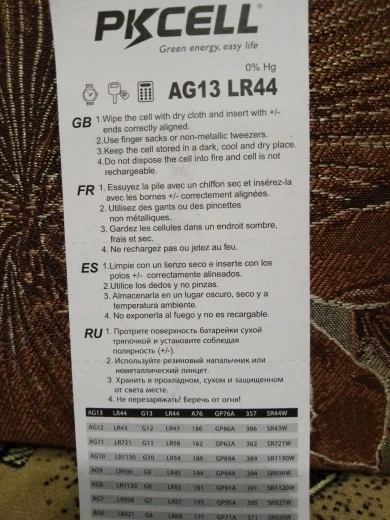 PKCELL
Green energy, easy life
0% Hg
AG13 LR44
GB 1.Wipe the cell with dry cloth and insert with +/-
ends correctly aligned.
2.Use finger sacks or non-metallic tweezers.
3.Keep the cell stored in a dark, cool and dry place.
4.Do not dispose the cell into fire and cell is not
rechargeable.
FR 1. Essuyez la pile avec un chiffon sec et insérez-la
avec les bornes +/- correctement alignées.
2. Utilisez des gants ou des pincettes
non métalliques.
3. Gardez les cellules dans un endroit sombre,
frais et sec.
4. Ne rechargez pas ou jetez au feu.
ES 1.Limpie con un lienzo seco e inserte con los
polos +/- correctamente alineados.
2.Utilice los dedos y no pinzas.
3. Almacenarla en un lugar oscuro, seco y a
temperatura ambiente.
4. No exponerla al fuego y no es recargable.
RU 1. Протрите поверхность батарейки сухой
тряпочкой и установите соблюдая
полярность (+/-).
2. Используйте резиновый напальчник или
неметаллический пинцет.
3. Хранить в прохладном, сухом и защищенном
от света месте.
4. Не перезаряжать! Беречь от огня!
AG13 LR44 G13 LR44 A76 GP76A 357 SR44W
AG12 LR43 G12 LR43 186 GP86A 386 SR43W
AG11 LR721 G11 LR58 162 GP62A 362 SR721W
AG10 LR1130 G10 LR54 189 GP89A 389 SR1130W
AG9 LR936 G9 LR45 194 GP94A 394 SR936W
AG8 LR1120 G8 LR55 191 GP91A 391 SR1120W
AG7 LR926 G7 LR57 195 GP95A 395 SR927W
AG6 LR921 G6 LR69 171 GP71A 371 SR920W